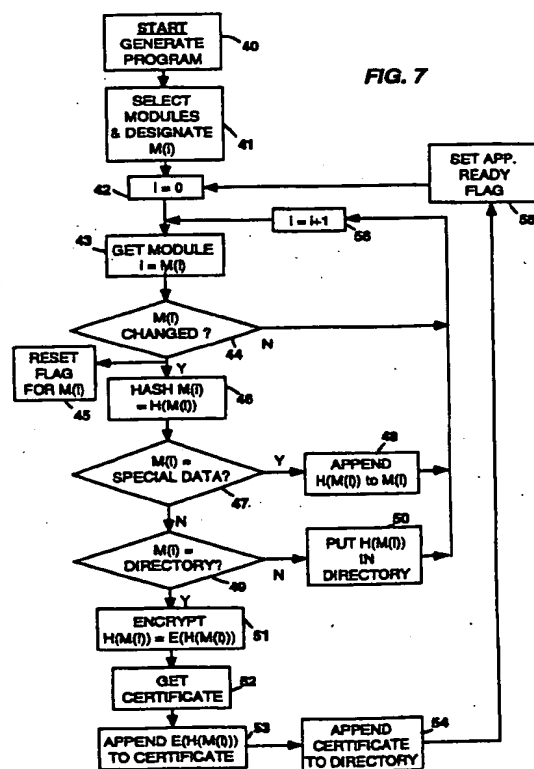 START
GENERATE
PROGRAM
40
FIG. 7
SELECT
MODULES
& DESIGNATE
M(I)
41
SET APP.
READY
FLAG
55
I = 0
42
I = I+1
56
43
GET MODULE
I = M(I)
M(I)
CHANGED ?
44
N
RESET
FLAG
FOR M(I)
45
Y
HASH M(I)
= H(M(I))
46
M(I) =
SPECIAL DATA?
47
Y
APPEND
H(M(I)) to M(I)
48
N
M(I) =
DIRECTORY?
49
N
PUT H(M(I))
IN
DIRECTORY
50
Y
ENCRYPT
H(M(I)) = E(H(M(I)))
51
GET
CERTIFICATE
52
APPEND E(H(M(I)))
TO CERTIFICATE
53
APPEND
CERTIFICATE
TO DIRECTORY
54